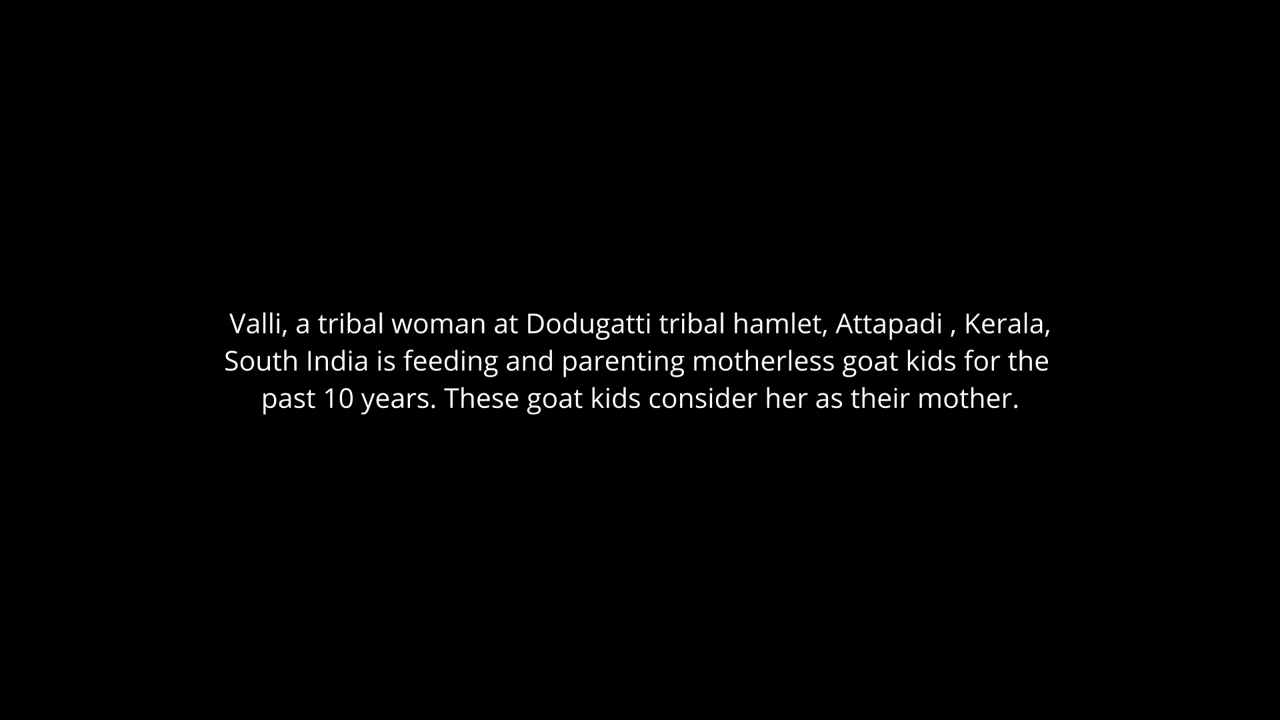 Valli, a tribal woman at Dodugatti tribal hamlet, Attapadi , Kerala,
South India is feeding and parenting motherless goat kids for the
past 10 years. These goat kids consider her as their mother.